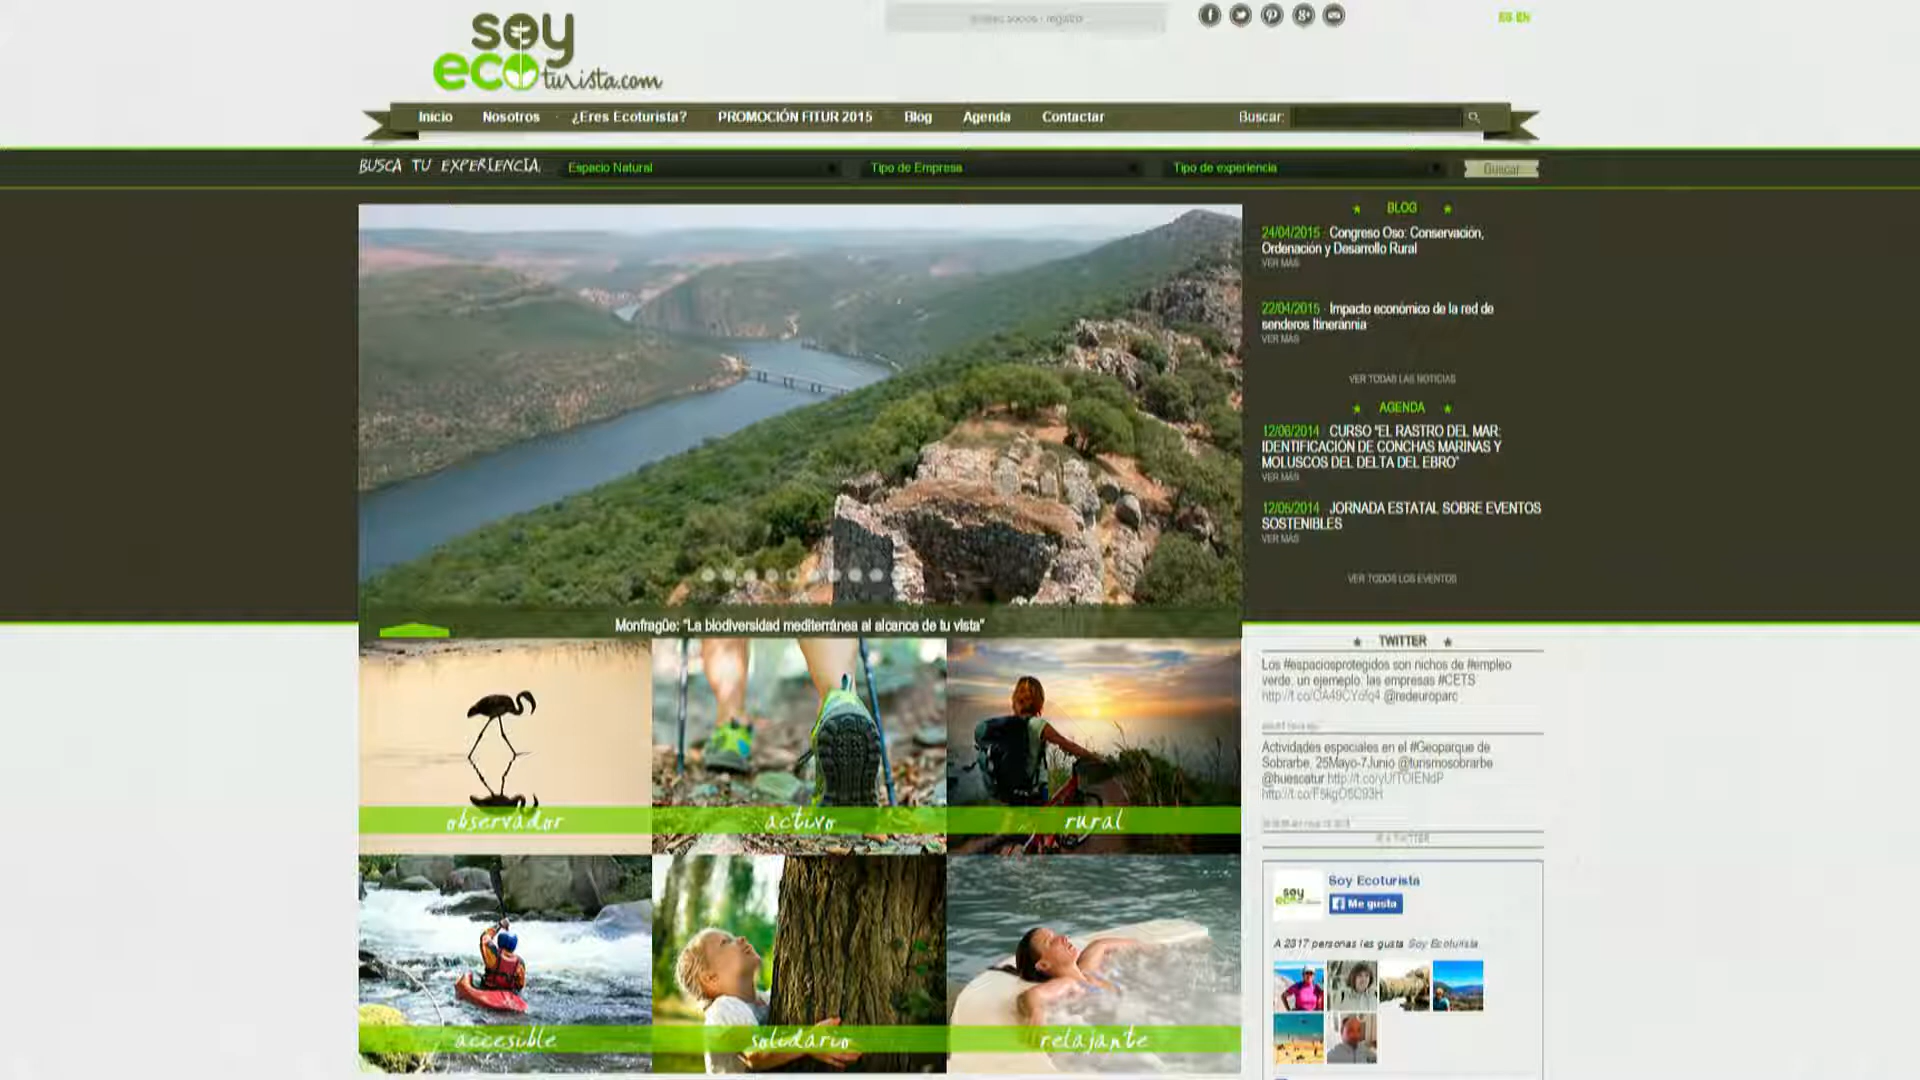 soy
ecoturista.com
ES EN
Inicio Nosotros ¿Eres Ecoturista? PROMOCIÓN FITUR 2015 Blog Agenda Contactar Buscar:
BUSCA TU EXPERIENCIA Espacio Natural Tipo de Empresa Tipo de experiencia Buscar
BLOG
24/04/2015 · Congreso Oso: Conservación,
Ordenación y Desarrollo Rural
VER MÁS
22/04/2015 · Impacto económico de la red de
senderos Itinerannia
VER MÁS
VER TODAS LAS NOTICIAS
AGENDA
12/06/2014 · CURSO "EL RASTRO DEL MAR:
IDENTIFICACIÓN DE CONCHAS MARINAS Y
MOLUSCOS DEL DELTA DEL EBRO"
VER MÁS
12/05/2014 · JORNADA ESTATAL SOBRE EVENTOS
SOSTENIBLES
VER MÁS
VER TODOS LOS EVENTOS
Monfragüe: "La biodiversidad mediterránea al alcance de tu vista"
observador
activo
rural
accesible
solidario
relajante
TWITTER
Los #espaciosprotegidos son nichos de #empleo
verde, un ejemplo: las empresas #CETS
@redeuroparc
Actividades especiales en el #Geoparque de
Sobrarbe, 25Mayo-7Junio @turismosobrarbe
@huescatur
IR A TWITTER
Soy Ecoturista
soy
eco
Me gusta
A 2317 personas les gusta Soy Ecoturista.